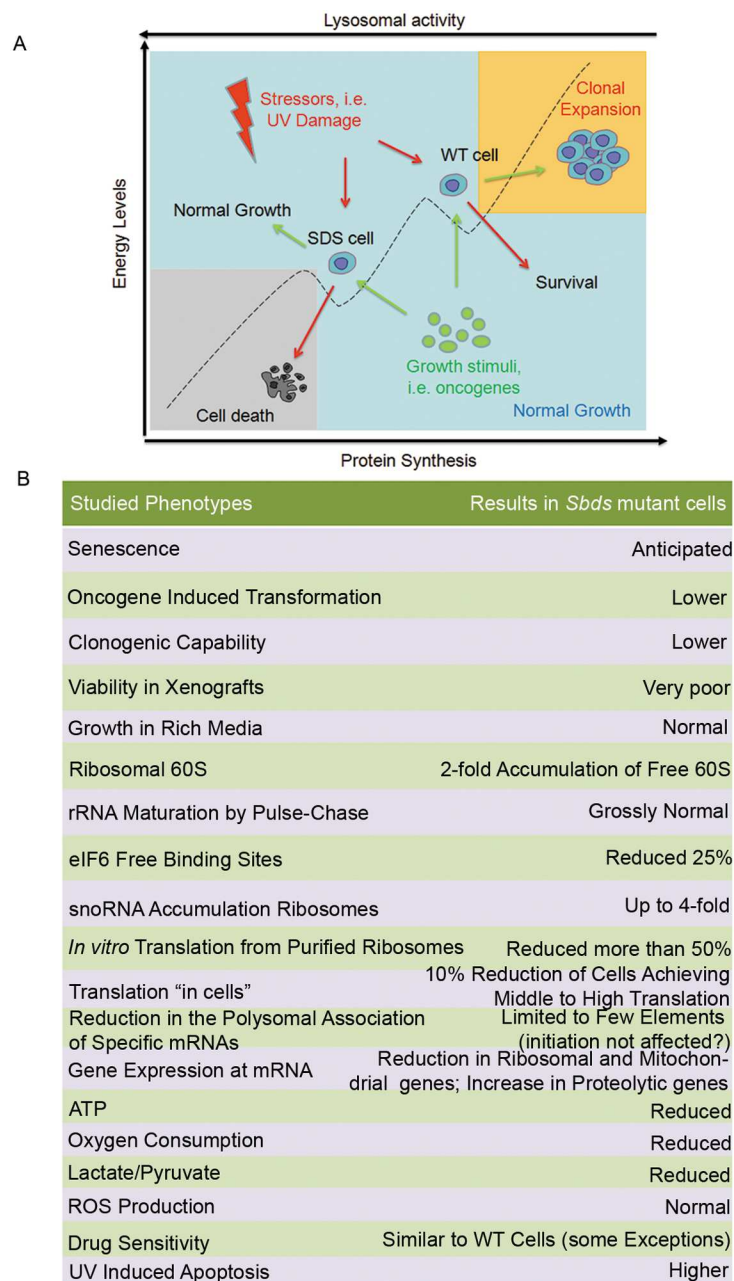 A
Lysosomal activity
Energy Levels
Stressors, i.e.
UV Damage
Clonal
Expansion
WT cell
Normal Growth
SDS cell
Survival
Growth stimuli,
i.e. oncogenes
Cell death
Normal Growth
Protein Synthesis
B
Studied Phenotypes Results in Sbds mutant cells
Senescence Anticipated
Oncogene Induced Transformation Lower
Clonogenic Capability Lower
Viability in Xenografts Very poor
Growth in Rich Media Normal
Ribosomal 60S 2-fold Accumulation of Free 60S
rRNA Maturation by Pulse-Chase Grossly Normal
eIF6 Free Binding Sites Reduced 25%
snoRNA Accumulation Ribosomes Up to 4-fold
In vitro Translation from Purified Ribosomes Reduced more than 50%
Translation “in cells” 10% Reduction of Cells Achieving
Middle to High Translation
Reduction in the Polysomal Association Limited to Few Elements
of Specific mRNAs (initiation not affected?)
Gene Expression at mRNA Reduction in Ribosomal and Mitochon-
drial genes; Increase in Proteolytic genes
ATP Reduced
Oxygen Consumption Reduced
Lactate/Pyruvate Reduced
ROS Production Normal
Drug Sensitivity Similar to WT Cells (some Exceptions)
UV Induced Apoptosis Higher